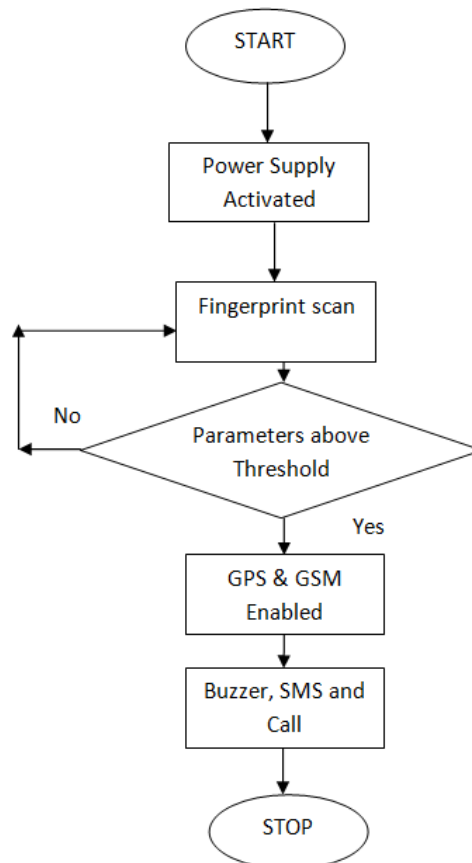 START
Power Supply
Activated
Fingerprint scan
No
Parameters above
Threshold
Yes
GPS & GSM
Enabled
Buzzer, SMS and
Call
STOP